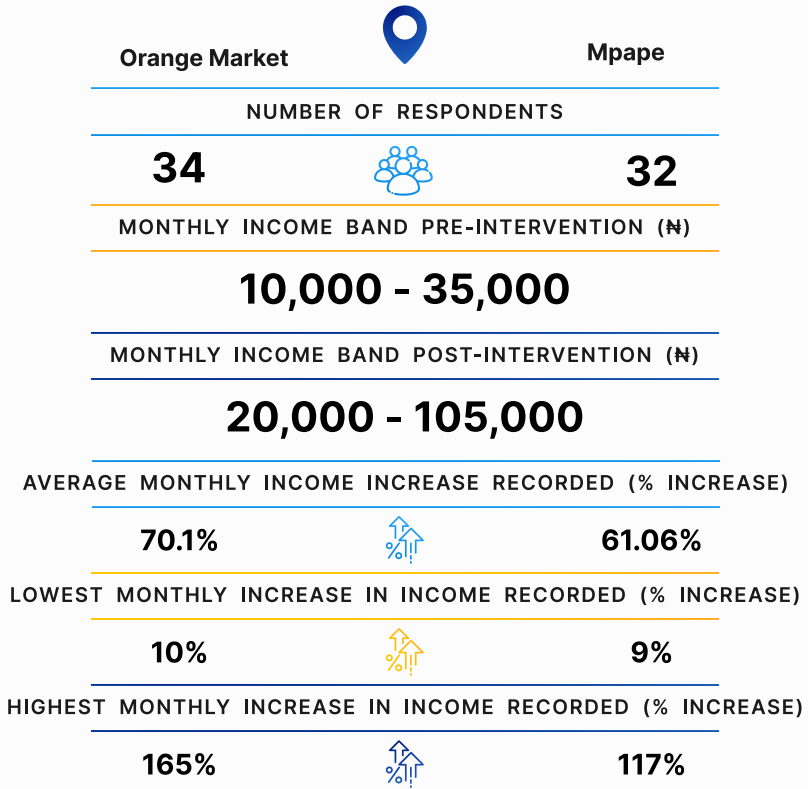 Orange Market Mpape
NUMBER OF RESPONDENTS
34 32
MONTHLY INCOME BAND PRE-INTERVENTION (₦)
10,000 - 35,000
MONTHLY INCOME BAND POST-INTERVENTION (₦)
20,000 - 105,000
AVERAGE MONTHLY INCOME INCREASE RECORDED (% INCREASE)
70.1% % 61.06%
LOWEST MONTHLY INCREASE IN INCOME RECORDED (% INCREASE)
10% % 9%
HIGHEST MONTHLY INCREASE IN INCOME RECORDED (% INCREASE)
165% % 117%